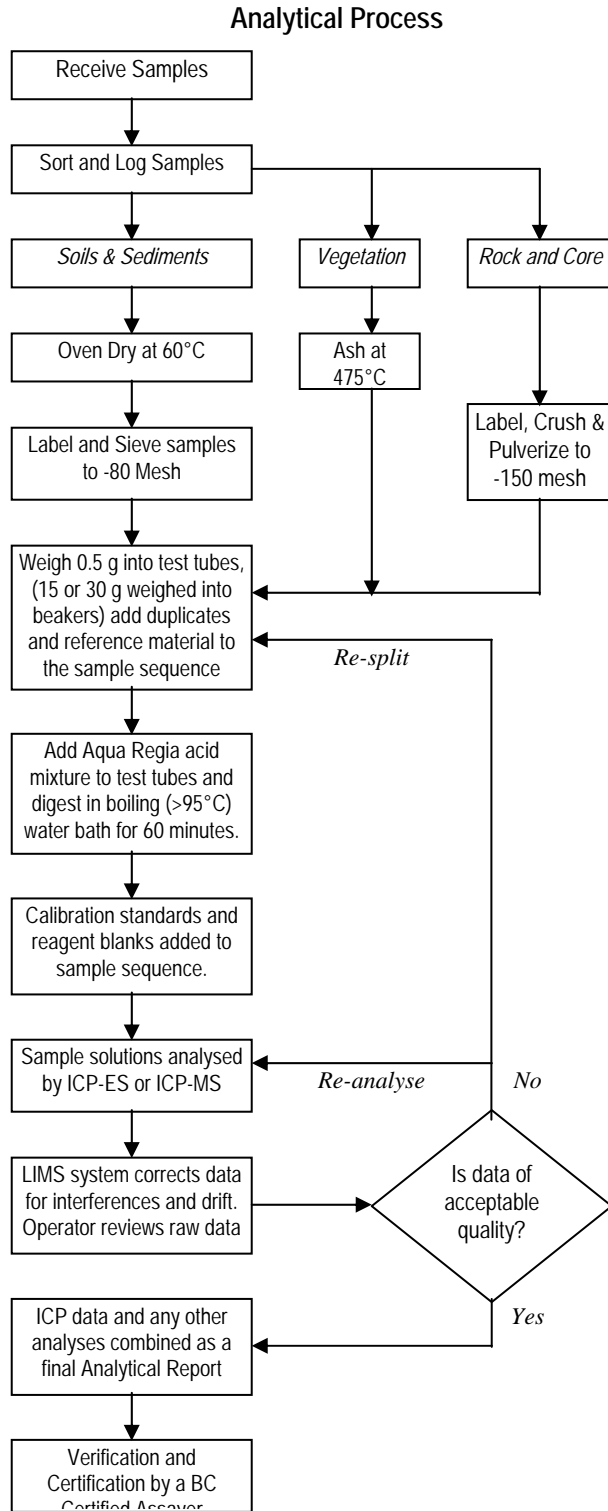 Analytical Process
Receive Samples
Sort and Log Samples
Soils & Sediments
Vegetation
Rock and Core
Oven Dry at 60°C
Ash at
475°C
Label and Sieve samples
to -80 Mesh
Label, Crush &
Pulverize to
-150 mesh
Weigh 0.5 g into test tubes,
(15 or 30 g weighed into
beakers) add duplicates
and reference material to
the sample sequence
Re-split
Add Aqua Regia acid
mixture to test tubes and
digest in boiling (>95°C)
water bath for 60 minutes.
Calibration standards and
reagent blanks added to
sample sequence.
Sample solutions analysed
by ICP-ES or ICP-MS
Re-analyse
No
LIMS system corrects data
for interferences and drift.
Operator reviews raw data
Is data of
acceptable
quality?
Yes
ICP data and any other
analyses combined as a
final Analytical Report
Verification and
Certification by a BC
Certified Assayer